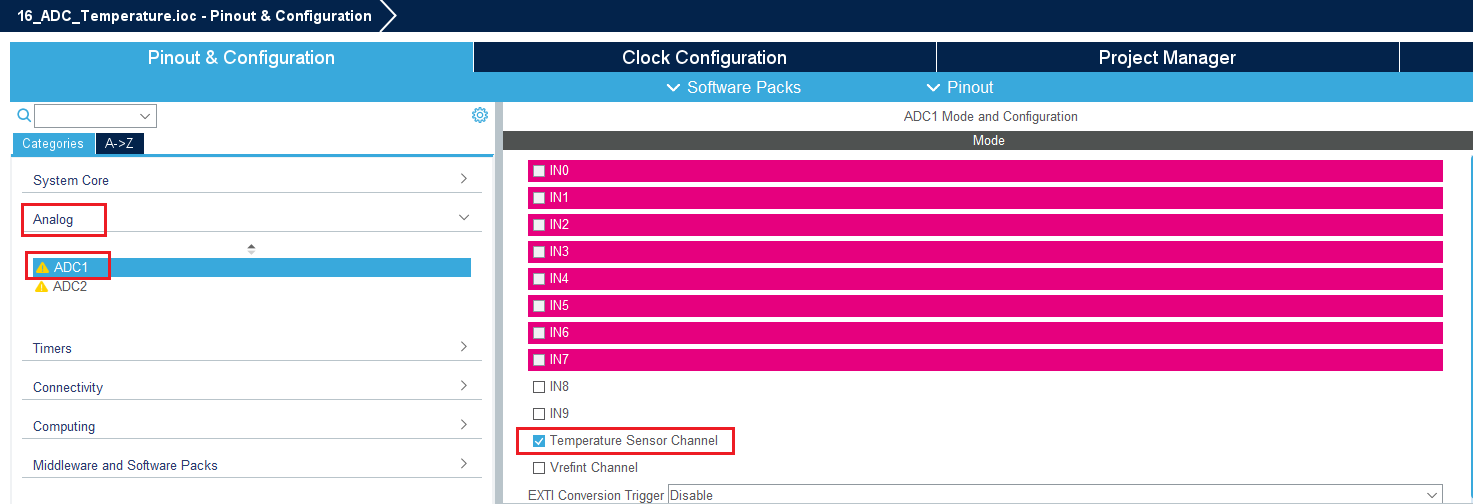 16_ADC_Temperature.ioc - Pinout & Configuration
Pinout & Configuration
Clock Configuration
Project Manager
Software Packs
Pinout
ADC1 Mode and Configuration
Categories
A->Z
Mode
System Core
Analog
ADC1
ADC2
Timers
Connectivity
Computing
Middleware and Software Packs
IN0
IN1
IN2
IN3
IN4
IN5
IN6
IN7
IN8
IN9
Temperature Sensor Channel
Vrefint Channel
EXTI Conversion Trigger Disable